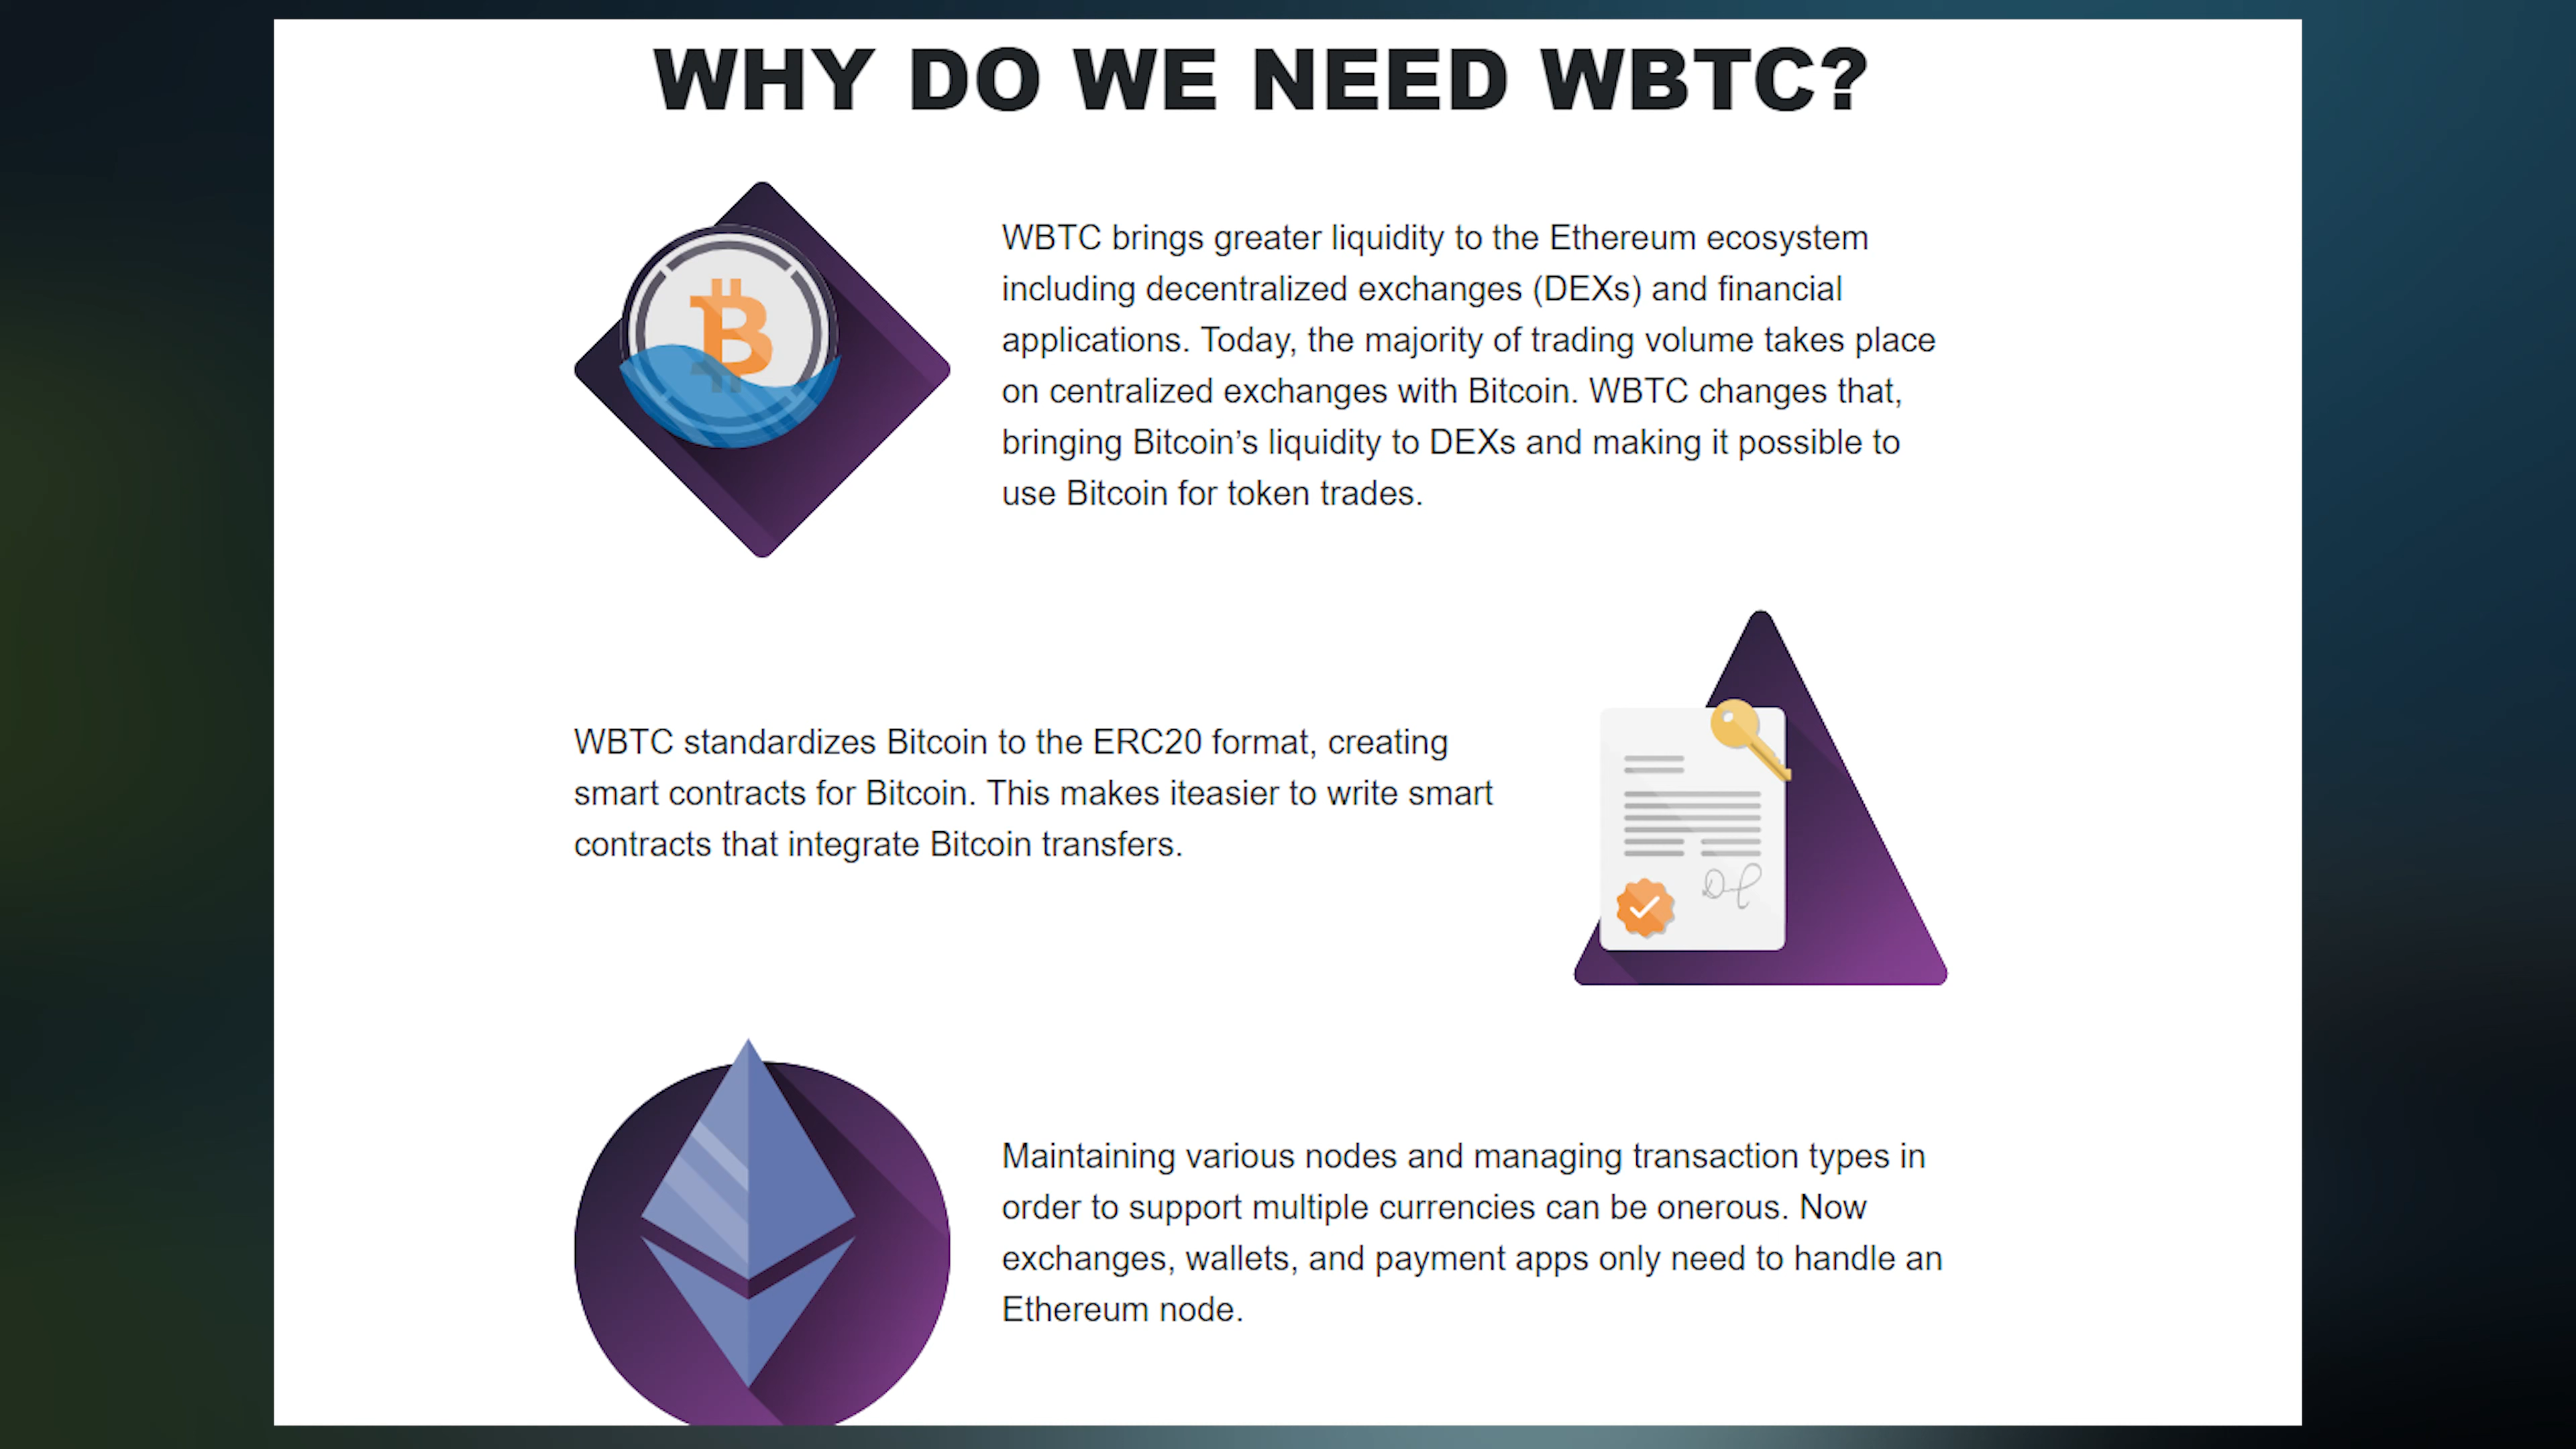 WHY DO WE NEED WBTC?
WBTC brings greater liquidity to the Ethereum ecosystem
including decentralized exchanges (DEXs) and financial
applications. Today, the majority of trading volume takes place
on centralized exchanges with Bitcoin. WBTC changes that,
bringing Bitcoin’s liquidity to DEXs and making it possible to
use Bitcoin for token trades.
WBTC standardizes Bitcoin to the ERC20 format, creating
smart contracts for Bitcoin. This makes iteasier to write smart
contracts that integrate Bitcoin transfers.
Maintaining various nodes and managing transaction types in
order to support multiple currencies can be onerous. Now
exchanges, wallets, and payment apps only need to handle an
Ethereum node.